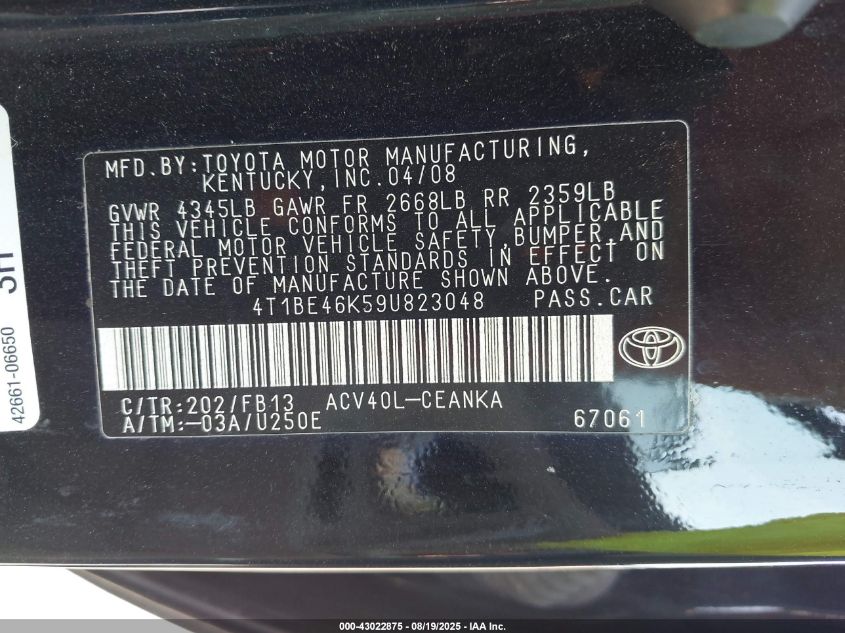 MFD.BY:TOYOTA MOTOR MANUFACTURING,
KENTUCKY,INC.04/08
GVWR 4345LB GAWR FR 2668LB RR 2359LB
THIS VEHICLE CONFORMS TO ALL APPLICABLE
FEDERAL MOTOR VEHICLE SAFETY,BUMPER,AND
THEFT PREVENTION STANDARDS IN EFFECT ON
THE DATE OF MANUFACTURE SHOWN ABOVE.
4T1BE46K59U823048 PASS.CAR
C/TR:202/FB13 ACV40L-CEANKA
A/TM:-03A/U250E 67061
42661-06650
000-43022875 - 08/19/2025 - IAA Inc.